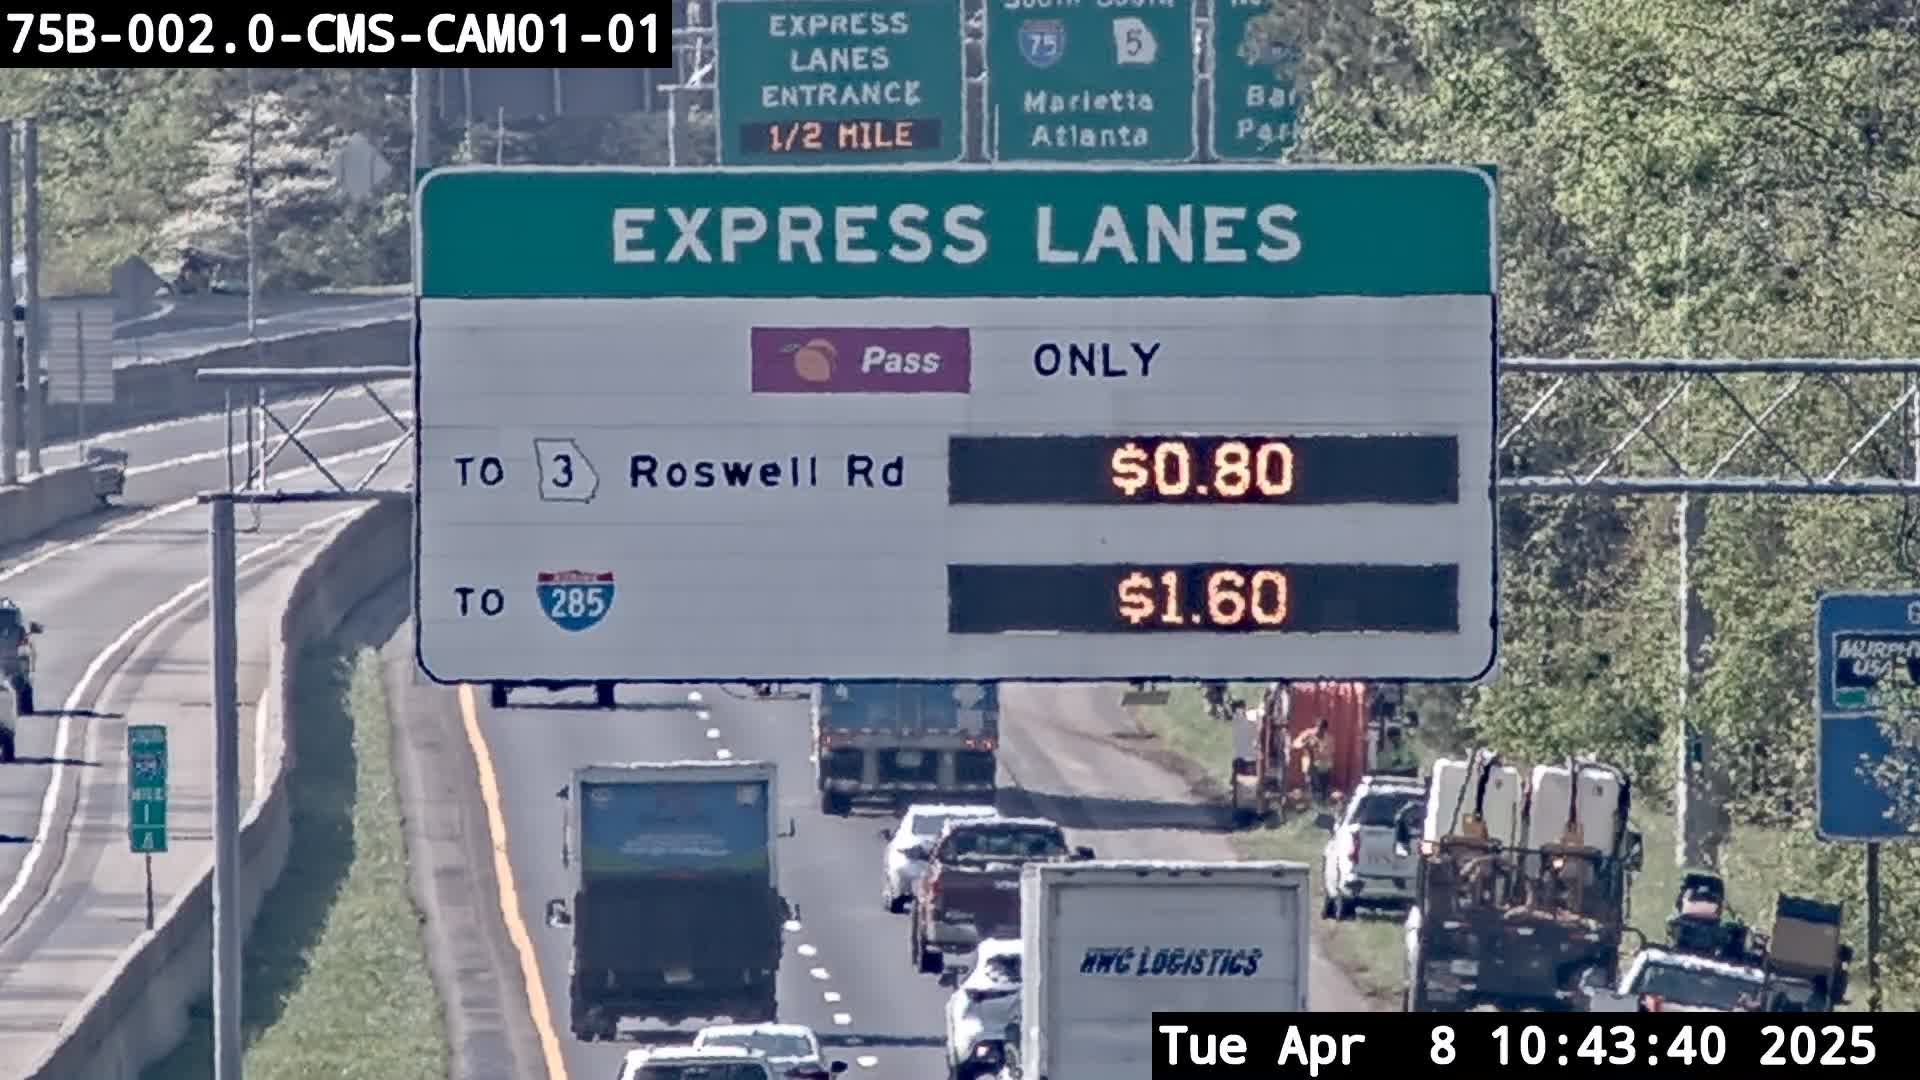 75B-002.0-CMS-CAM01-01
EXPRESS
LANES
ENTRANCE
1/2 MILE
75
5
Marietta
Atlanta
EXPRESS LANES
Pass ONLY
TO 3 Roswell Rd $0.80
TO 285 $1.60
MURPHY
USA
HWC LOGISTICS
Tue Apr 8 10:43:40 2025